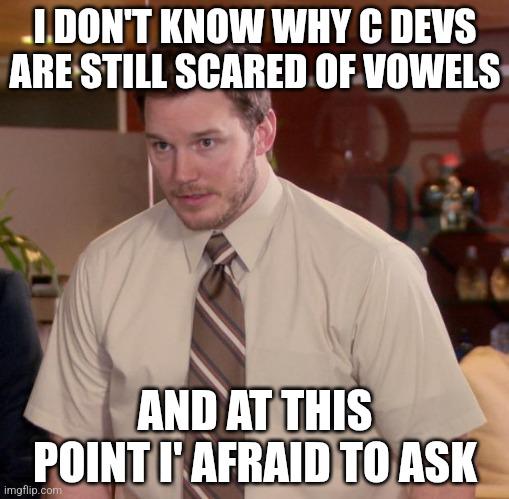 I DON'T KNOW WHY C DEVS
ARE STILL SCARED OF VOWELS
AND AT THIS
POINT I' AFRAID TO ASK
imgflip.com